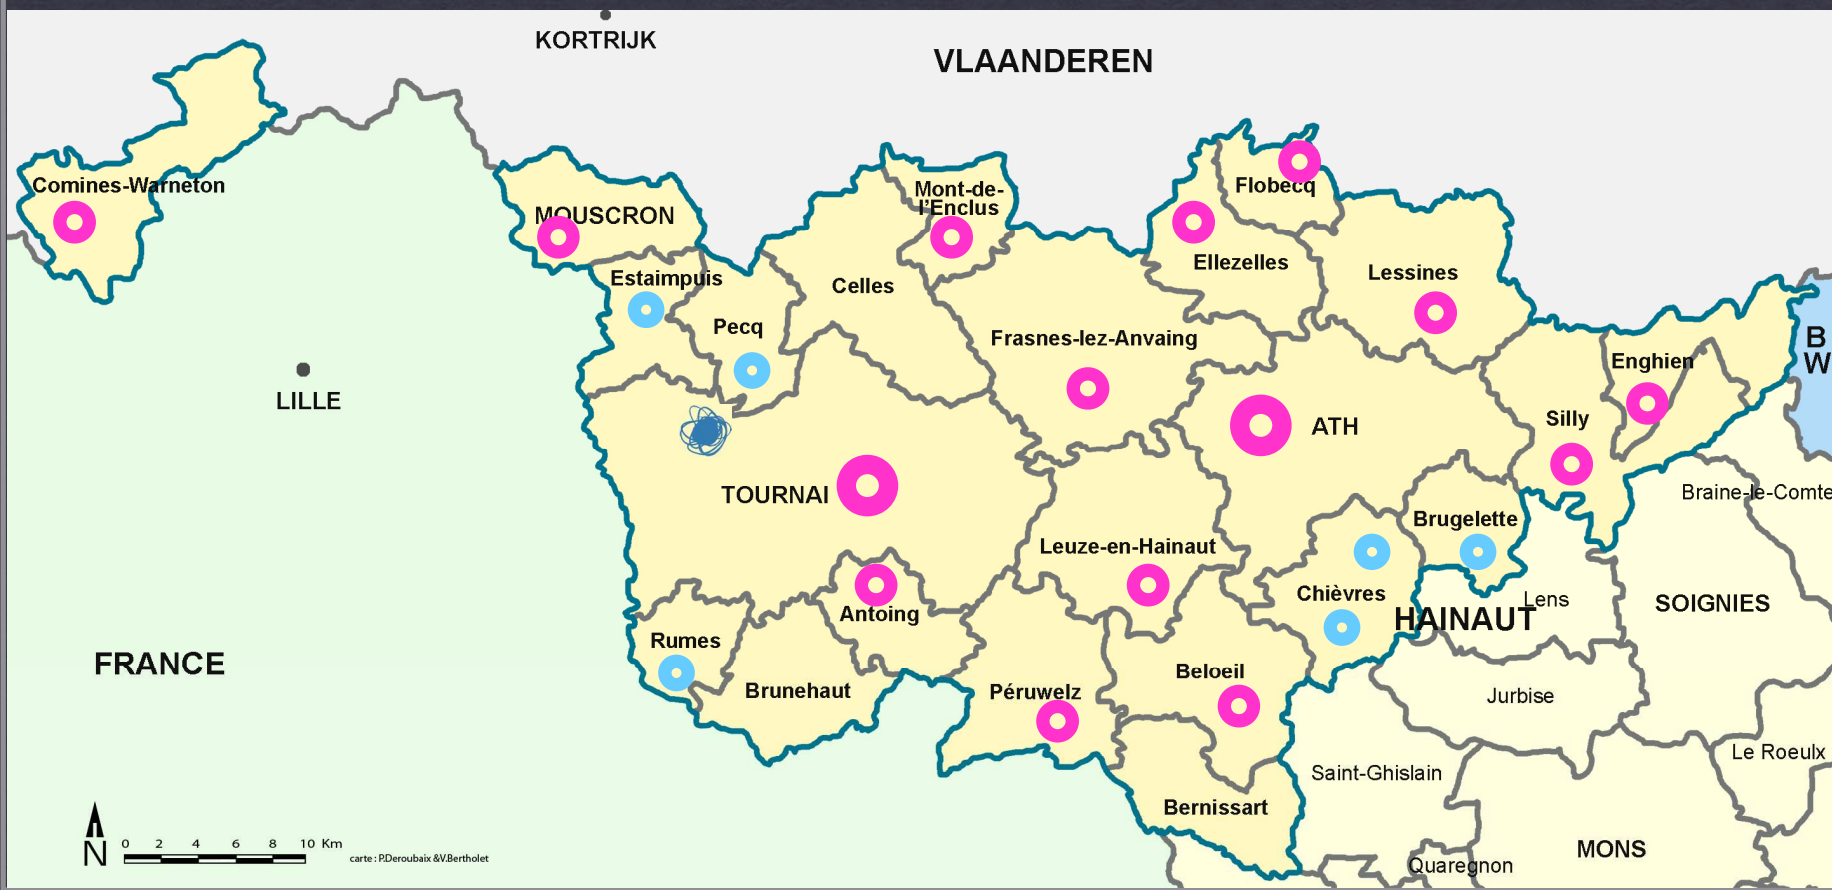 KORTRIJK
VLAANDEREN
Comines-Warneton
MOUSCRON
Mont-de-
l'Enclus
Flobecq
Estaimpuis
Celles
Ellezelles
Lessines
Pecq
Frasnes-lez-Anvaing
B
W
Enghien
LILLE
Silly
ATH
TOURNAI
Braine-le-Comte
Brugelette
Leuze-en-Hainaut
Chièvres
Lens
HAINAUT
SOIGNIES
Antoing
Rumes
FRANCE
Brunehaut
Péruwelz
Beloeil
Jurbise
Le Roeulx
Saint-Ghislain
Bernissart
MONS
Quaregnon
N
0 2 4 6 8 10 Km
carte : P.Deroubaix &V.Bertholet